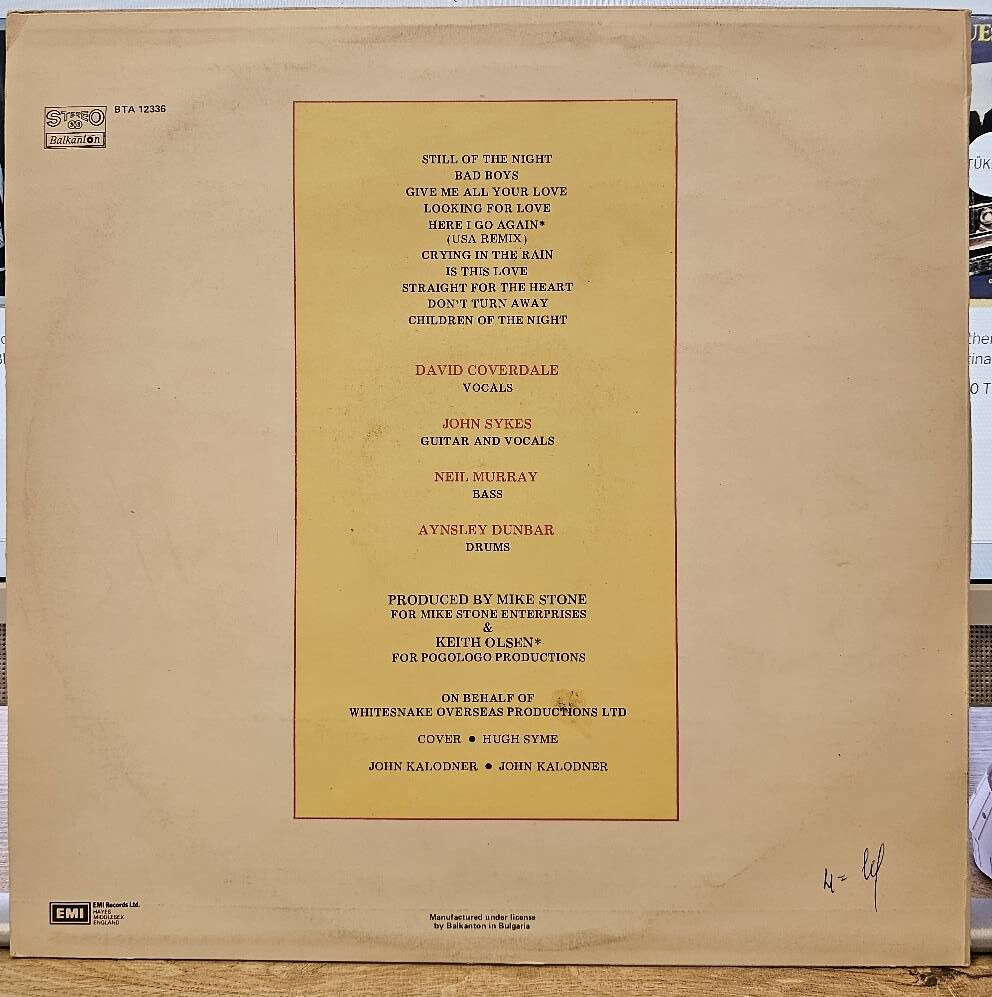 STEREO
33
Balkanton
BTA 12336
STILL OF THE NIGHT
BAD BOYS
GIVE ME ALL YOUR LOVE
LOOKING FOR LOVE
HERE I GO AGAIN*
(USA REMIX)
CRYING IN THE RAIN
IS THIS LOVE
STRAIGHT FOR THE HEART
DON'T TURN AWAY
CHILDREN OF THE NIGHT
DAVID COVERDALE
VOCALS
JOHN SYKES
GUITAR AND VOCALS
NEIL MURRAY
BASS
AYNSLEY DUNBAR
DRUMS
PRODUCED BY MIKE STONE
FOR MIKE STONE ENTERPRISES
&
KEITH OLSEN*
FOR POGOLOGO PRODUCTIONS
ON BEHALF OF
WHITESNAKE OVERSEAS PRODUCTIONS LTD
COVER ● HUGH SYME
JOHN KALODNER ● JOHN KALODNER
EMI
EMI Records Ltd.
HAYES
MIDDLESEX
ENGLAND
Manufactured under license
by Balkanton in Bulgaria